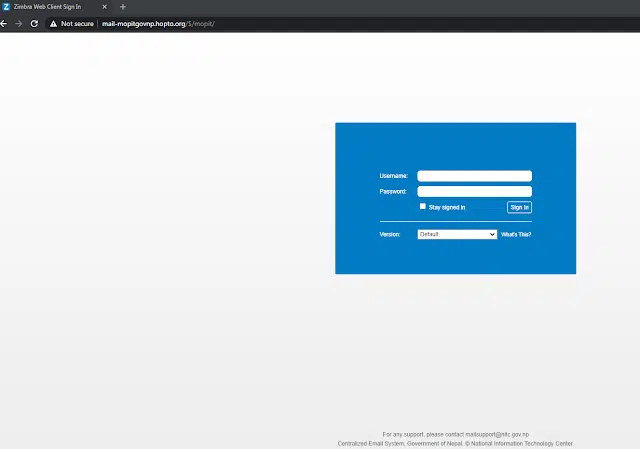 Zimbra Web Client Sign In
Not secure mail-mopitgovnp.hopto.org/$/mopit/
Username:
Password:
Stay signed in Sign In
Version: Default What's This?
For any support, please contact mailsupport@nitc.gov.np
Centralized Email System, Government of Nepal. © National Information Technology Center.